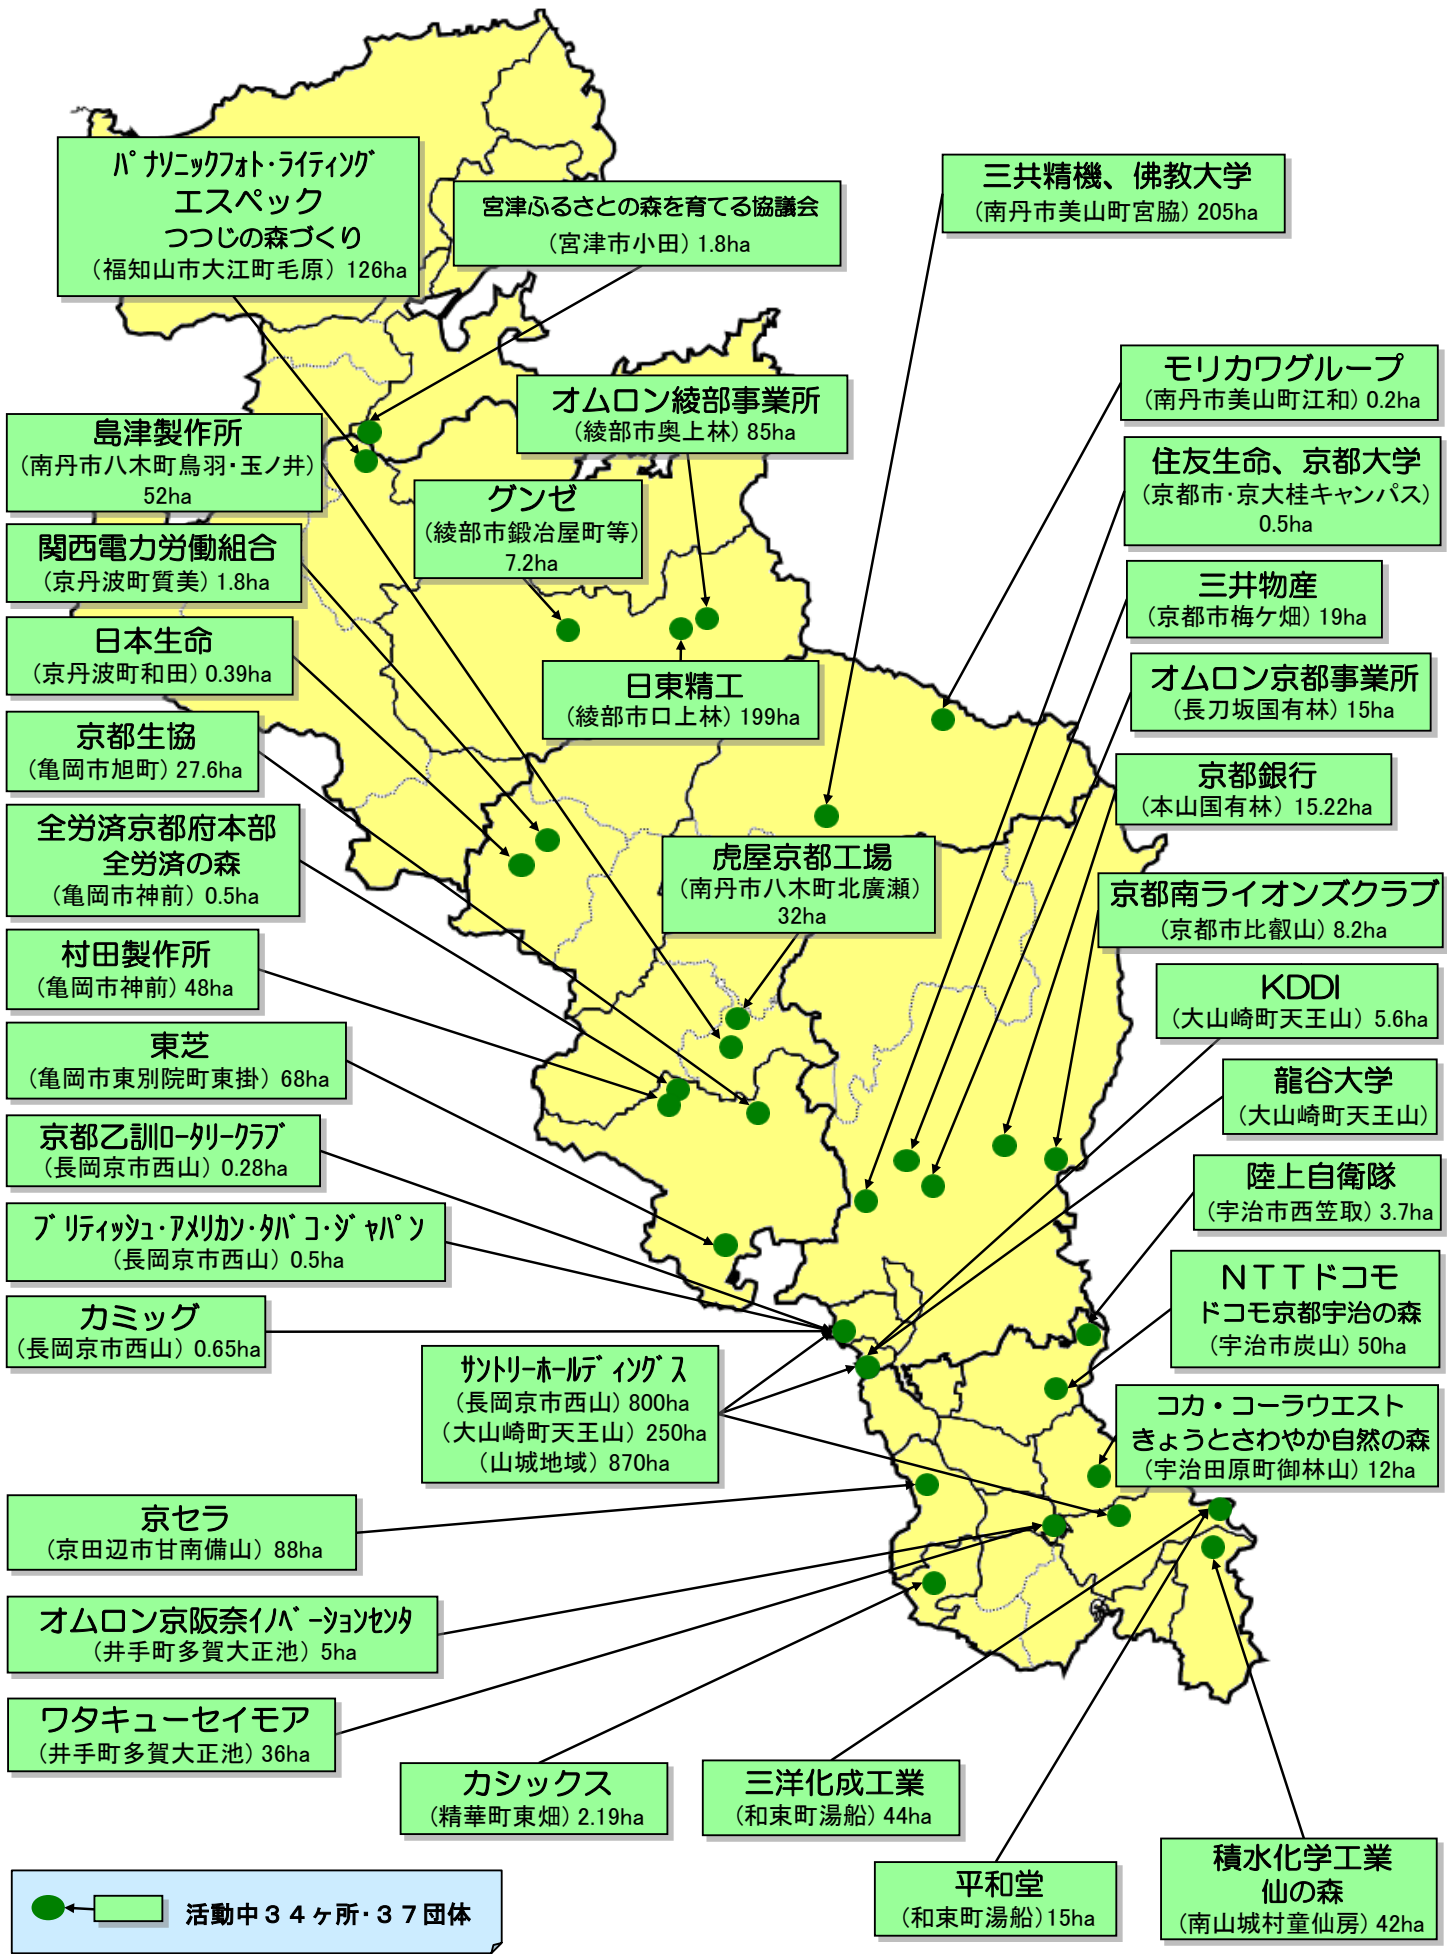 パナソニックフォト・ライティング
エスペック
つつじの森づくり
（福知山市大江町毛原）126ha
宮津ふるさとの森を育てる協議会
（宮津市小田）1.8ha
三共精機、佛教大学
（南丹市美山町宮脇）205ha
モリカワグループ
（南丹市美山町江和）0.2ha
オムロン綾部事業所
（綾部市奥上林）85ha
島津製作所
（南丹市八木町鳥羽・玉ノ井）
52ha
住友生命、京都大学
（京都市・京大桂キャンパス）
0.5ha
グンゼ
（綾部市鍛冶屋町等）
7.2ha
関西電力労働組合
（京丹波町質美）1.8ha
三井物産
（京都市梅ケ畑）19ha
日本生命
（京丹波町和田）0.39ha
日東精工
（綾部市口上林）199ha
オムロン京都事業所
（長刀坂国有林）15ha
京都生協
（亀岡市旭町）27.6ha
京都銀行
（本山国有林）15.22ha
全労済京都府本部
全労済の森
（亀岡市神前）0.5ha
虎屋京都工場
（南丹市八木町北廣瀬）
32ha
京都南ライオンズクラブ
（京都市比叡山）8.2ha
村田製作所
（亀岡市神前）48ha
KDDI
（大山崎町天王山）5.6ha
東芝
（亀岡市東別院町東掛）68ha
龍谷大学
（大山崎町天王山）
京都乙訓ロータリークラブ
（長岡京市西山）0.28ha
陸上自衛隊
（宇治市西笠取）3.7ha
ブリティッシュ・アメリカン・タバコ・ジャパン
（長岡京市西山）0.5ha
ＮＴＴドコモ
ドコモ京都宇治の森
（宇治市炭山）50ha
カミッグ
（長岡京市西山）0.65ha
サントリーホールディングス
（長岡京市西山）800ha
（大山崎町天王山）250ha
（山城地域）870ha
コカ・コーラウエスト
きょうとさわやか自然の森
（宇治田原町御林山）12ha
京セラ
（京田辺市甘南備山）88ha
オムロン京阪奈イノベーションセンタ
（井手町多賀大正池）5ha
ワタキューセイモア
（井手町多賀大正池）36ha
カシックス
（精華町東畑）2.19ha
三洋化成工業
（和束町湯船）44ha
平和堂
（和束町湯船）15ha
積水化学工業
仙の森
（南山城村童仙房）42ha
活動中３４ヶ所・３７団体